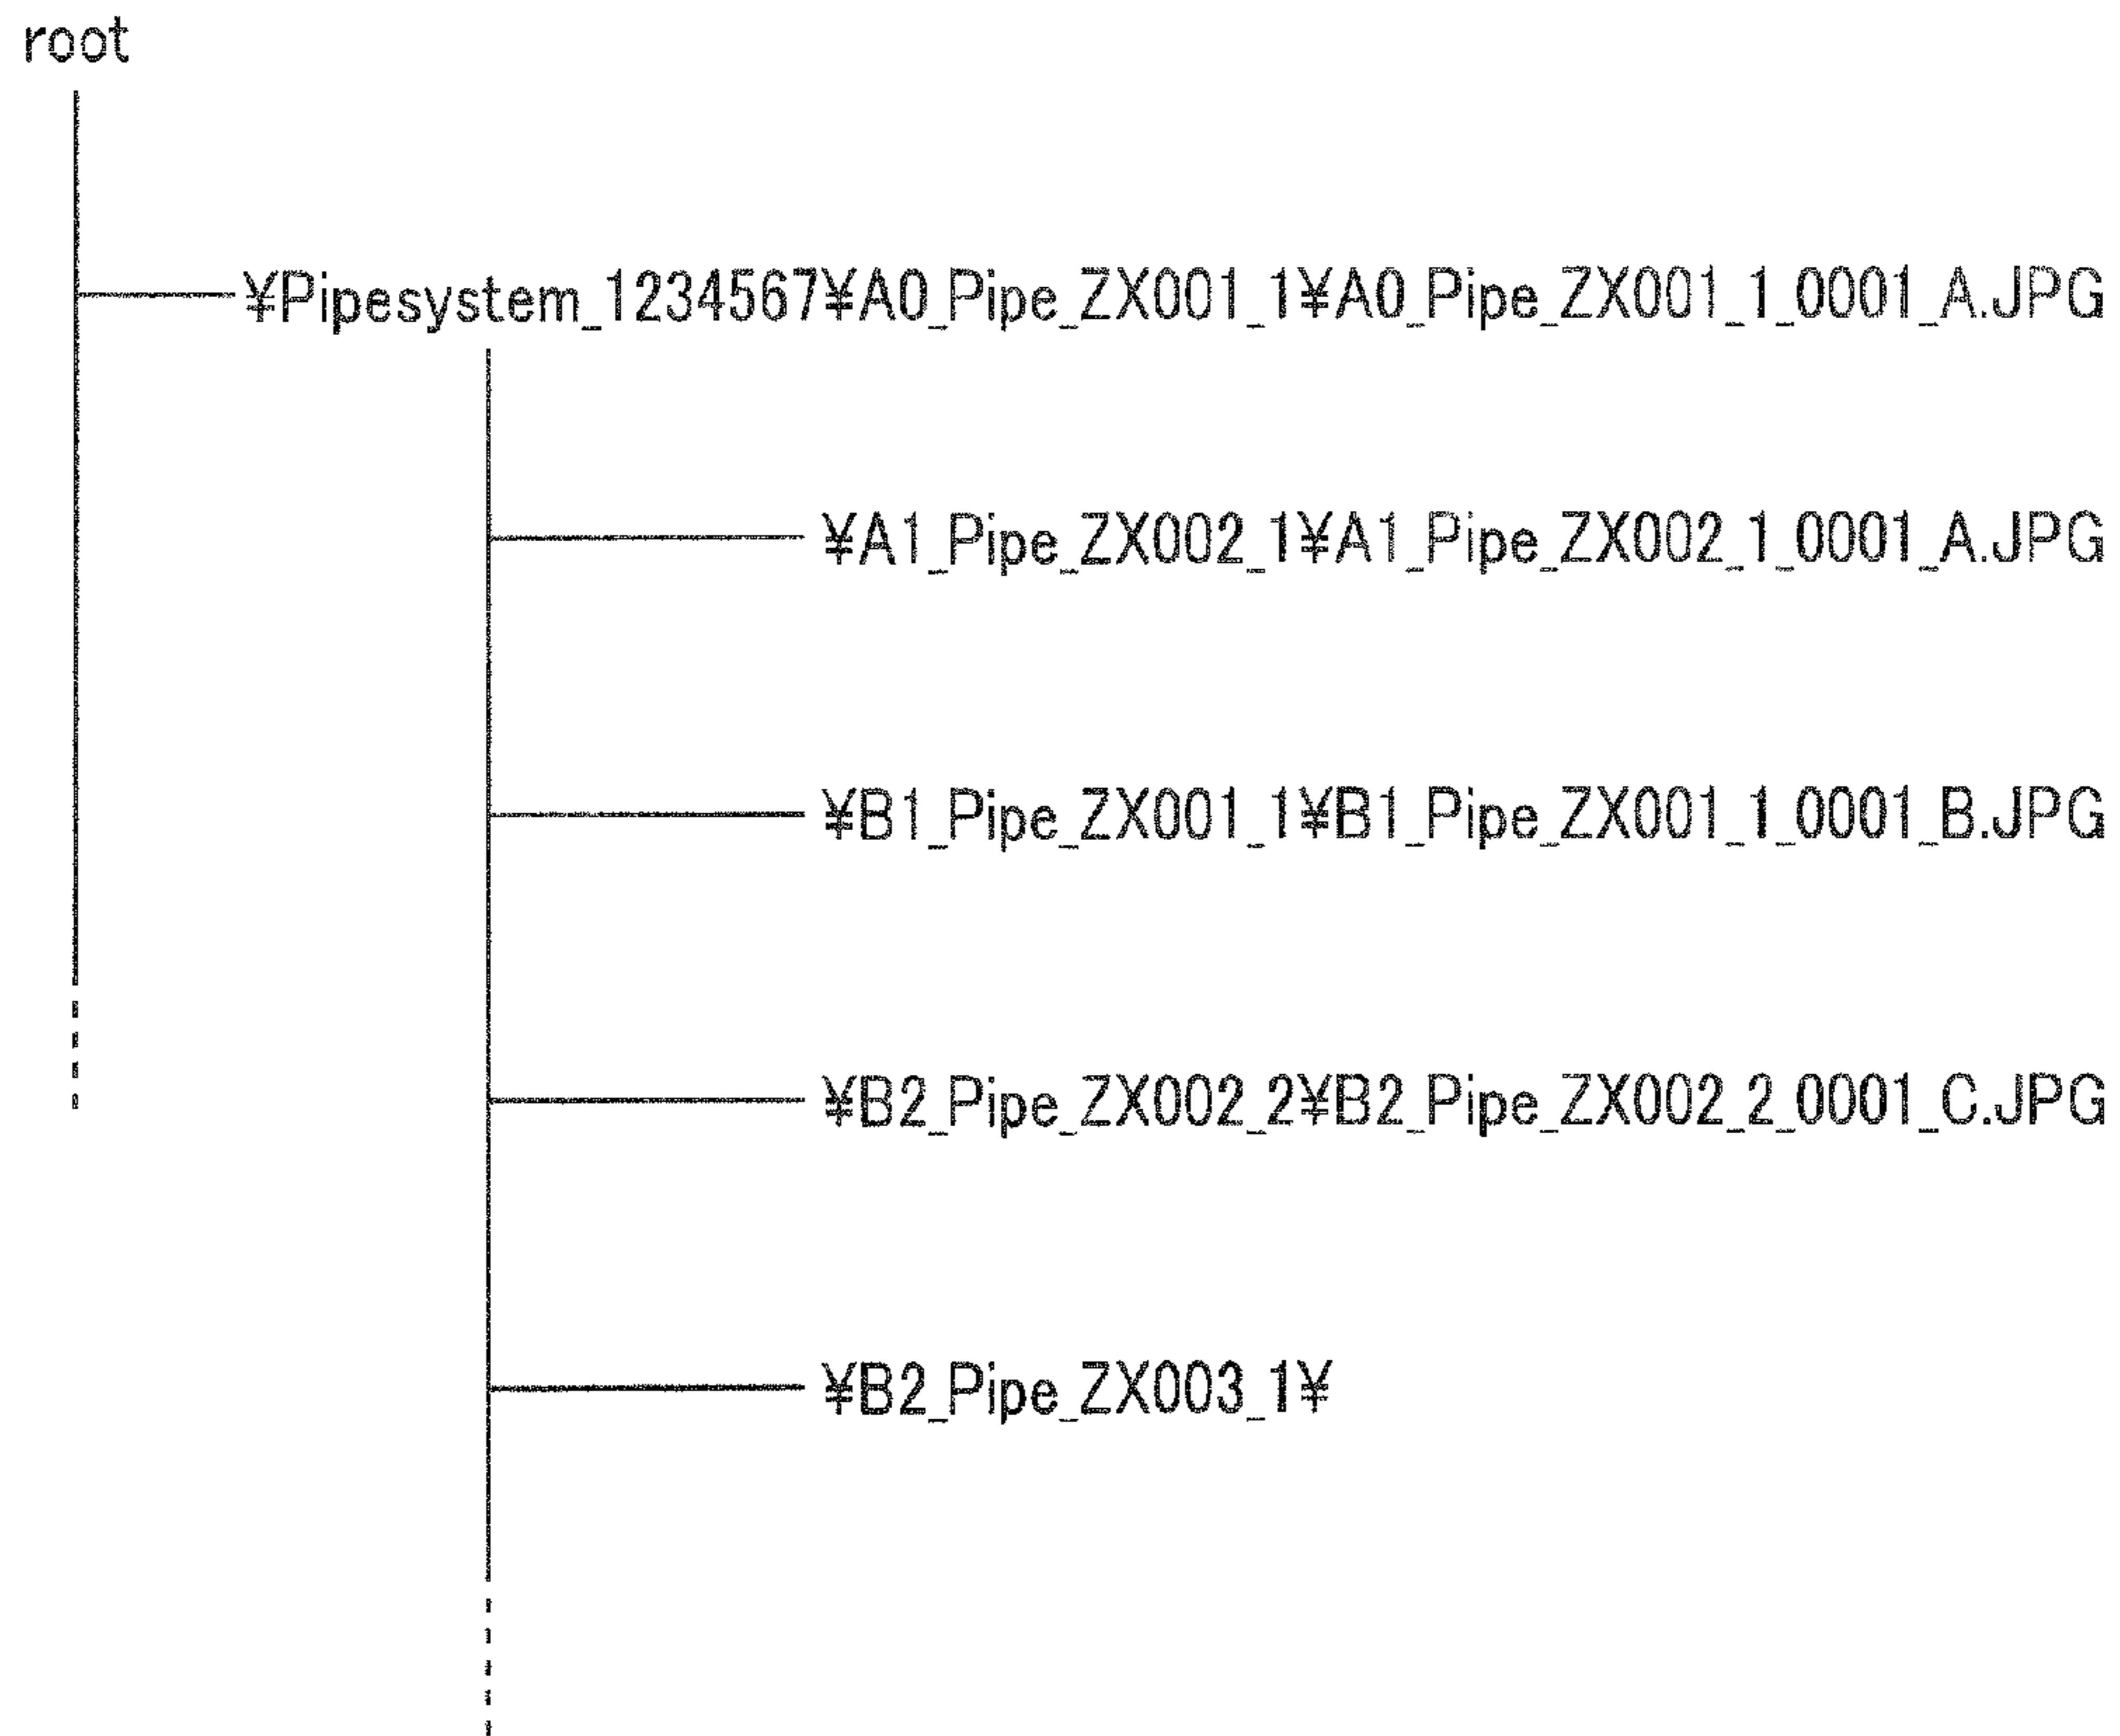 root
¥Pipesystem_1234567¥A0_Pipe_ZX001_1¥A0_Pipe_ZX001_1_0001_A.JPG
¥A1_Pipe_ZX002_1¥A1_Pipe_ZX002_1_0001_A.JPG
¥B1_Pipe_ZX001_1¥B1_Pipe_ZX001_1_0001_B.JPG
¥B2_Pipe_ZX002_2¥B2_Pipe_ZX002_2_0001_C.JPG
¥B2_Pipe_ZX003_1¥